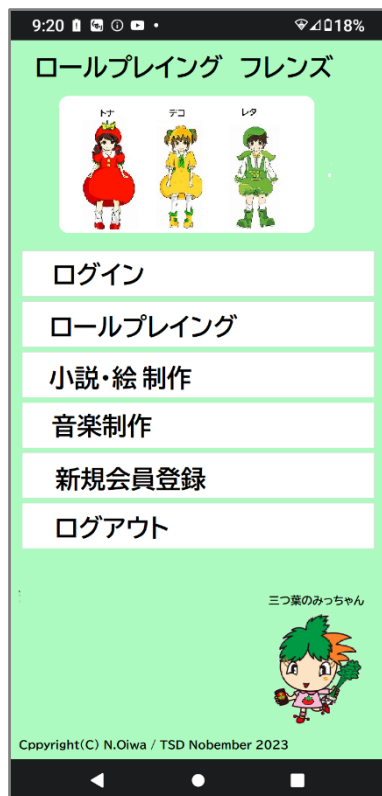 9:20 18%
ロールプレイング フレンズ
トナ デコ レタ
ログイン
ロールプレイング
小説・絵 制作
音楽制作
新規会員登録
ログアウト
三つ葉のみっちゃん
Cppyright(C) N.Oiwa / TSD Nobember 2023